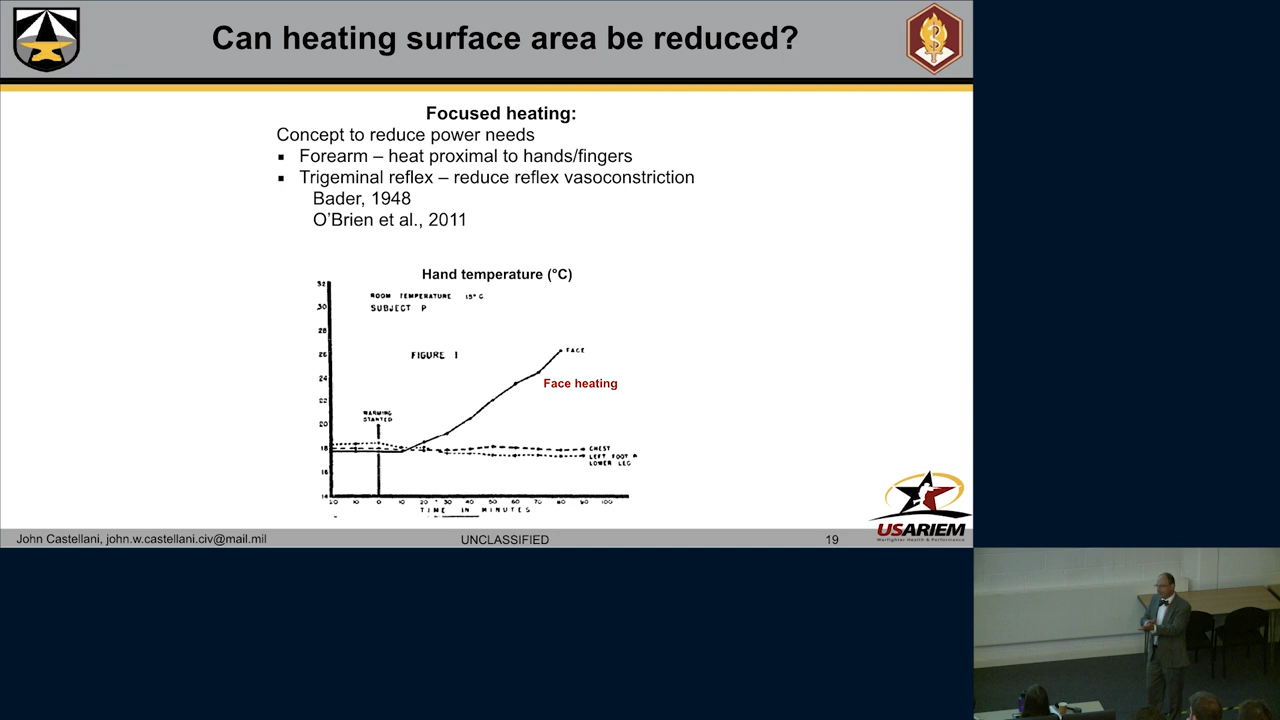 Can heating surface area be reduced?
Focused heating:
Concept to reduce power needs
▪ Forearm – heat proximal to hands/fingers
▪ Trigeminal reflex – reduce reflex vasoconstriction
Bader, 1948
O'Brien et al., 2011
Hand temperature (°C)
32
ROOM TEMPERATURE 15° C
30
SUBJECT P
28
26
FIGURE 1
FACE
24
Face heating
22
WARMING
STARTED
20
18
CHEST
LEFT FOOT &
LOWER LEG
16
14
20 10 0 10 20 30 40 50 60 70 80 90 100
TIME IN MINUTES
USARIEM
Warfighter Health & Performance
John Castellani, john.w.castellani.civ@mail.mil
UNCLASSIFIED
19